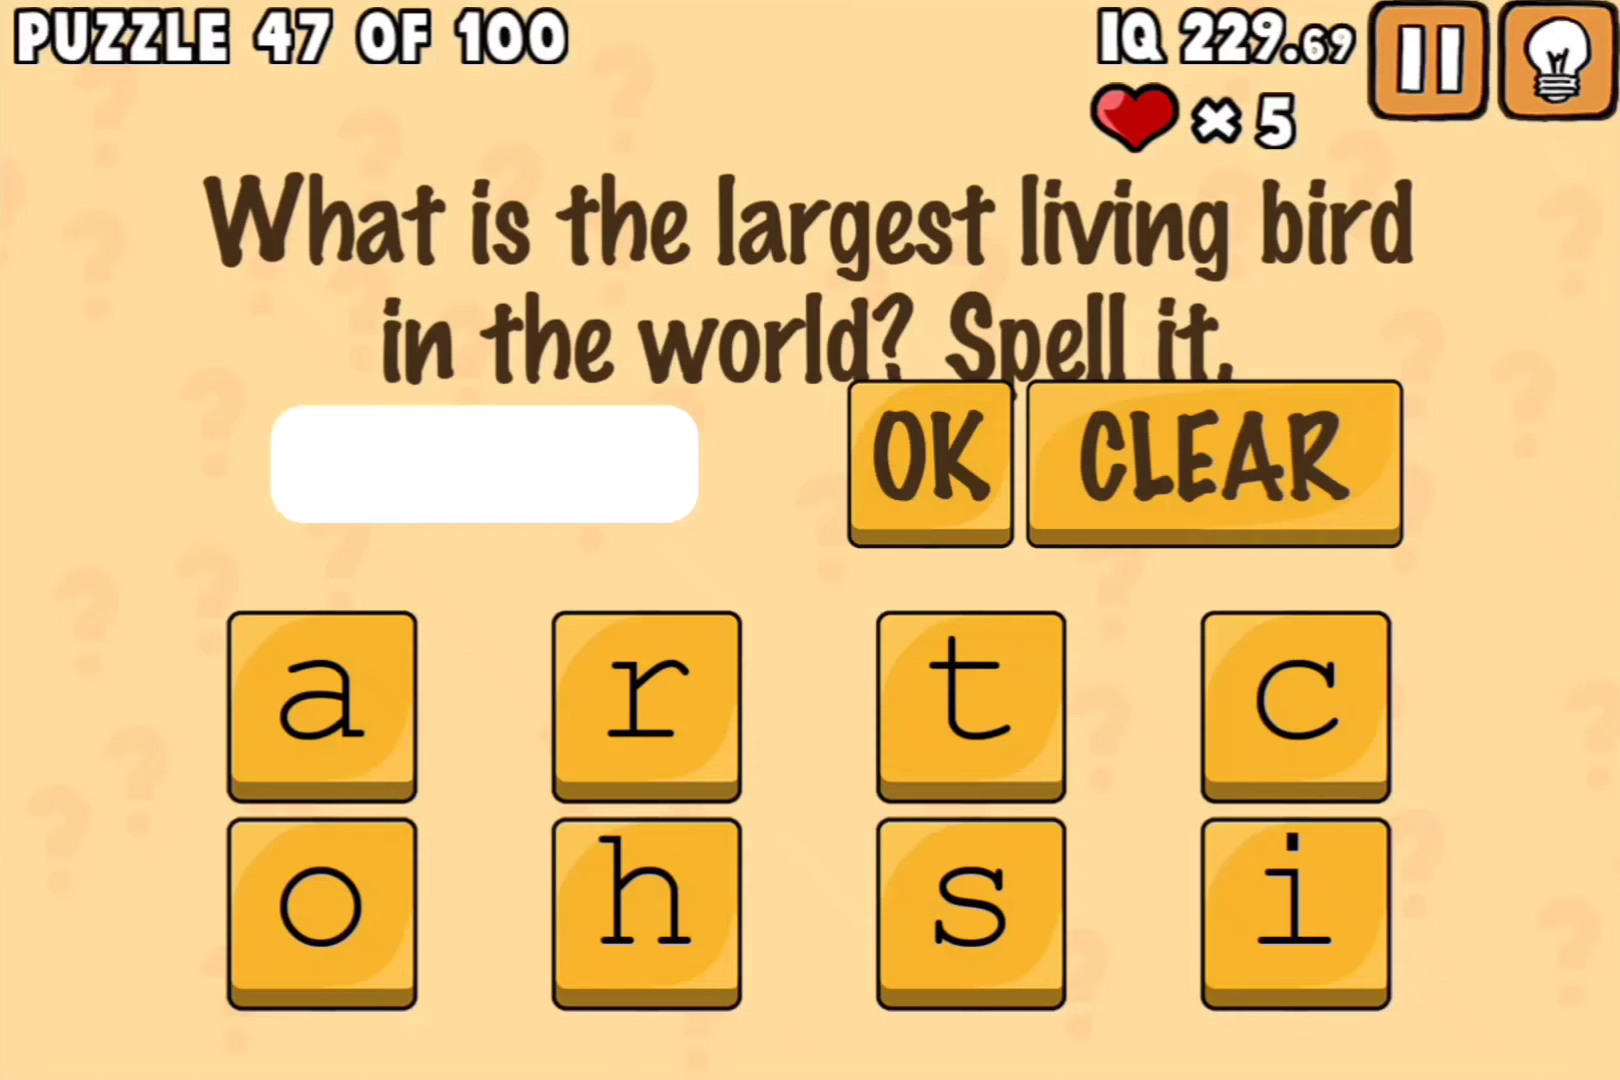 PUZZLE 47 OF 100
IQ 229.69
× 5
What is the largest living bird
in the world? Spell it.
OK CLEAR
a r t c
o h s i